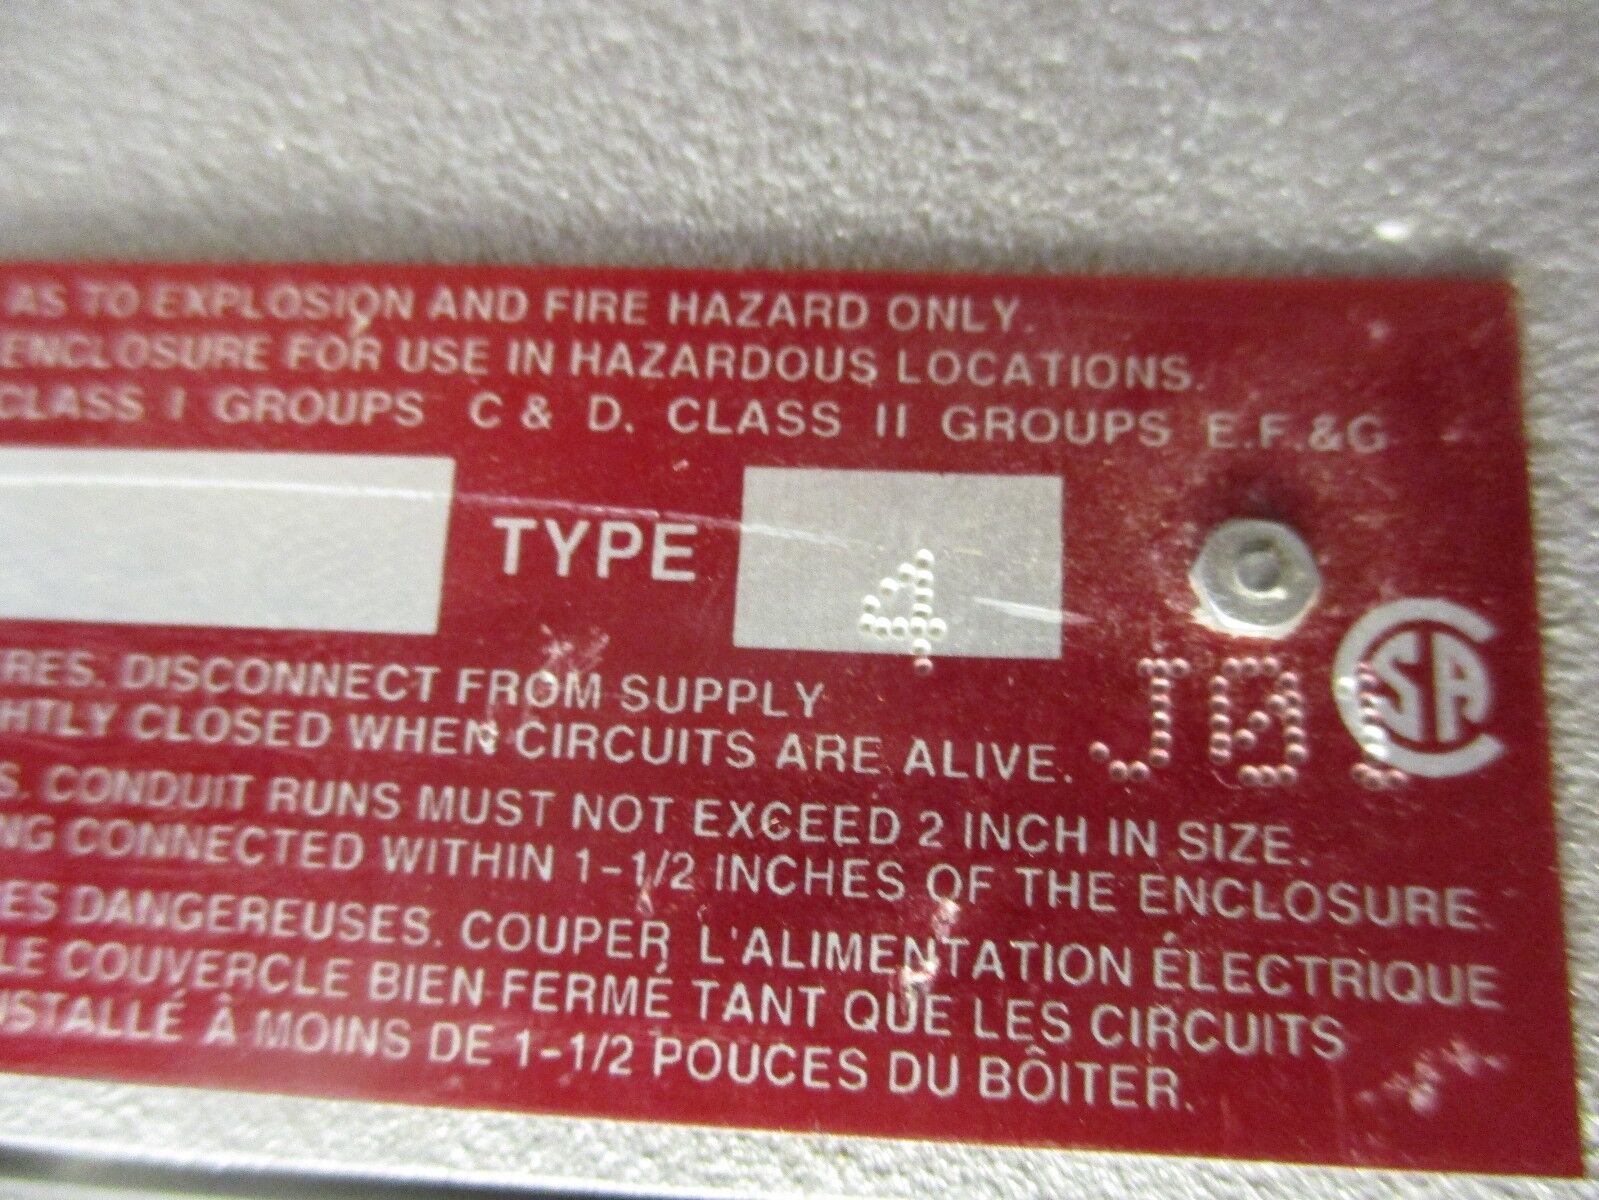 AS TO EXPLOSION AND FIRE HAZARD ONLY.
ENCLOSURE FOR USE IN HAZARDOUS LOCATIONS.
CLASS I GROUPS C & D. CLASS II GROUPS E.F.&G
TYPE 4
RES. DISCONNECT FROM SUPPLY
HTLY CLOSED WHEN CIRCUITS ARE ALIVE.
S. CONDUIT RUNS MUST NOT EXCEED 2 INCH IN SIZE.
NG CONNECTED WITHIN 1-1/2 INCHES OF THE ENCLOSURE.
ES DANGEREUSES. COUPER L'ALIMENTATION ÉLECTRIQUE
LE COUVERCLE BIEN FERMÉ TANT QUE LES CIRCUITS
NSTALLÉ À MOINS DE 1-1/2 POUCES DU BÔITER.
SA